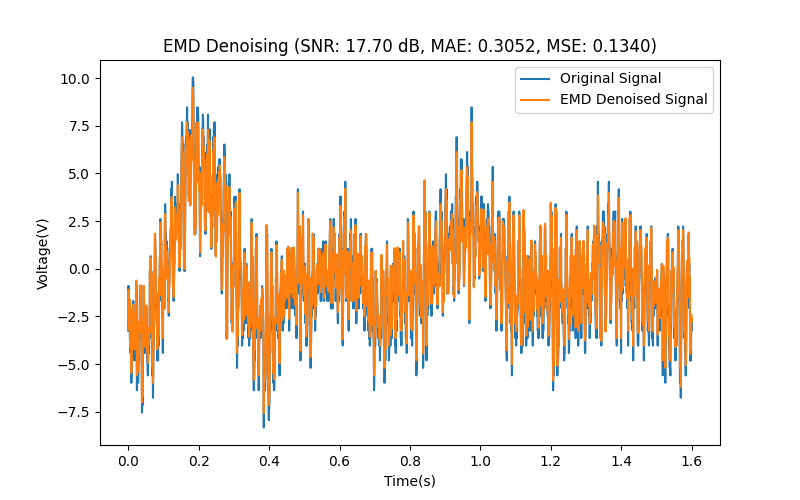 EMD Denoising (SNR: 17.70 dB, MAE: 0.3052, MSE: 0.1340)
Original Signal
EMD Denoised Signal
10.0
7.5
5.0
2.5
0.0
−2.5
−5.0
−7.5
Voltage(V)
0.0 0.2 0.4 0.6 0.8 1.0 1.2 1.4 1.6
Time(s)